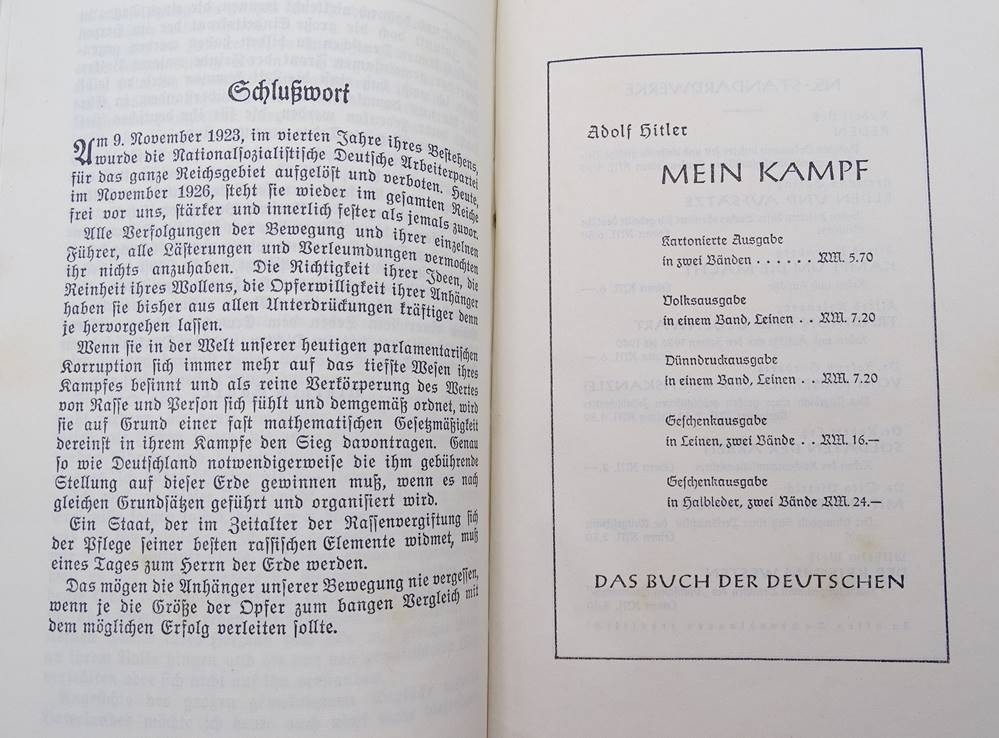 Schlußwort
Am 9. November 1923, im vierten Jahre ihres Bestehens,
wurde die Nationalsozialistische Deutsche Arbeiterpartei
für das ganze Reichsgebiet aufgelöst und verboten. Heute,
im November 1926, steht sie wieder im gesamten Reiche
frei vor uns, stärker und innerlich fester als jemals zuvor.
Alle Verfolgungen der Bewegung und ihrer einzelnen
Führer, alle Lästerungen und Verleumdungen vermochten
ihr nichts anzuhaben. Die Richtigkeit ihrer Ideen, die
Reinheit ihres Wollens, die Opferwilligkeit ihrer Anhänger
haben sie bisher aus allen Unterdrückungen kräftiger denn
je hervorgehen lassen.
Wenn sie in der Welt unserer heutigen parlamentarischen
Korruption sich immer mehr auf das tiefste Wesen ihres
Kampfes besinnt und als reine Verkörperung des Wertes
von Rasse und Person sich fühlt und demgemäß ordnet, wird
sie auf Grund einer fast mathematischen Gesetzmäßigkeit
dereinst in ihrem Kampfe den Sieg davontragen. Genau
so wie Deutschland notwendigerweise die ihm gebührende
Stellung auf dieser Erde gewinnen muß, wenn es nach
gleichen Grundsätzen geführt und organisiert wird.
Ein Staat, der im Zeitalter der Rassenvergiftung sich
der Pflege seiner besten rassischen Elemente widmet, muß
eines Tages zum Herrn der Erde werden.
Das mögen die Anhänger unserer Bewegung nie vergessen,
wenn je die Größe der Opfer zum bangen Vergleich mit
dem möglichen Erfolg verleiten sollte.
Adolf Hitler
MEIN KAMPF
Kartonierte Ausgabe
in zwei Bänden . . . . . . . RM. 5.70
Volksausgabe
in einem Band, Leinen . . RM. 7.20
Dünndruckausgabe
in einem Band, Leinen . . RM. 7.20
Geschenkausgabe
in Leinen, zwei Bände . . RM. 16.—
Geschenkausgabe
in Halbleder, zwei Bände RM. 24.—
DAS BUCH DER DEUTSCHEN